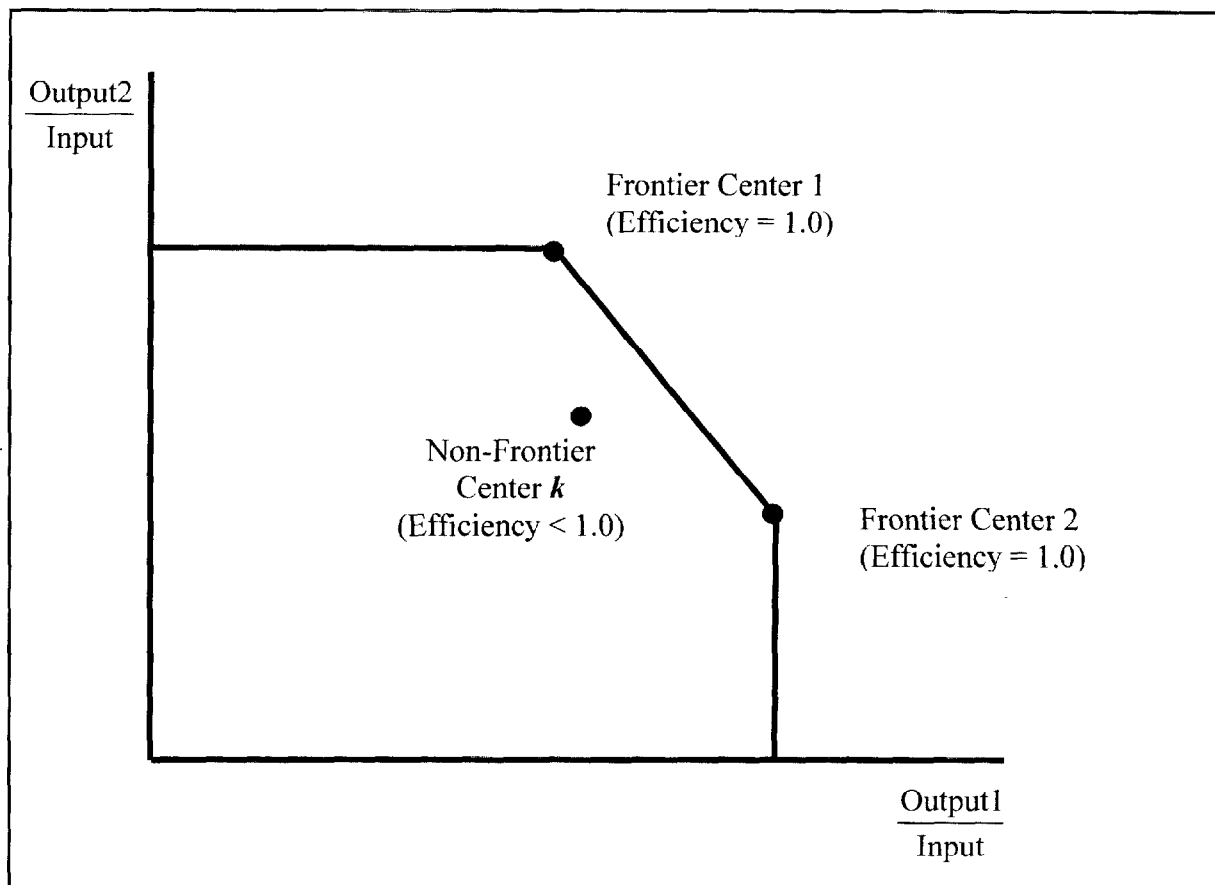 Output2
Input
Frontier Center 1
(Efficiency = 1.0)
Non-Frontier
Center k
(Efficiency < 1.0)
Frontier Center 2
(Efficiency = 1.0)
Output1
Input